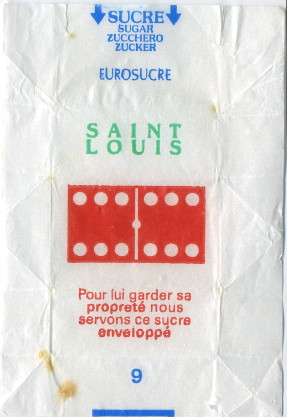 SUCRE
SUGAR
ZUCCHERO
ZUCKER
EUROSUCRE
SAINT
LOUIS
Pour lui garder sa
propreté nous
servons ce sucre
enveloppé
9